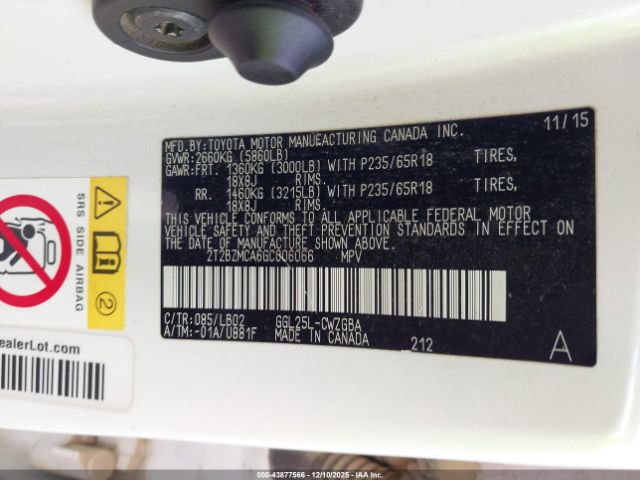 MFD.BY:TOYOTA MOTOR MANUFACTURING CANADA INC. 11/15
GVWR:2660KG (5860LB)
GAWR:FRT. 1360KG (3000LB) WITH P235/65R18 TIRES,
18X8J RIMS.
RR. 1460KG (3215LB) WITH P235/65R18 TIRES,
18X8J RIMS.
THIS VEHICLE CONFORMS TO ALL APPLICABLE FEDERAL MOTOR
VEHICLE SAFETY AND THEFT PREVENTION STANDARDS IN EFFECT ON
THE DATE OF MANUFACTURE SHOWN ABOVE.
2T2BZMCA6GC006066 MPV
C/TR:085/LB02 GGL25L-CWZGBA
A/TM:-01A/U881F MADE IN CANADA 212 A
SRS AIRBAG
SRS AIRBAG
ealerLot.com
000 - 43877566 - 12/10/2025 - IAA Inc.